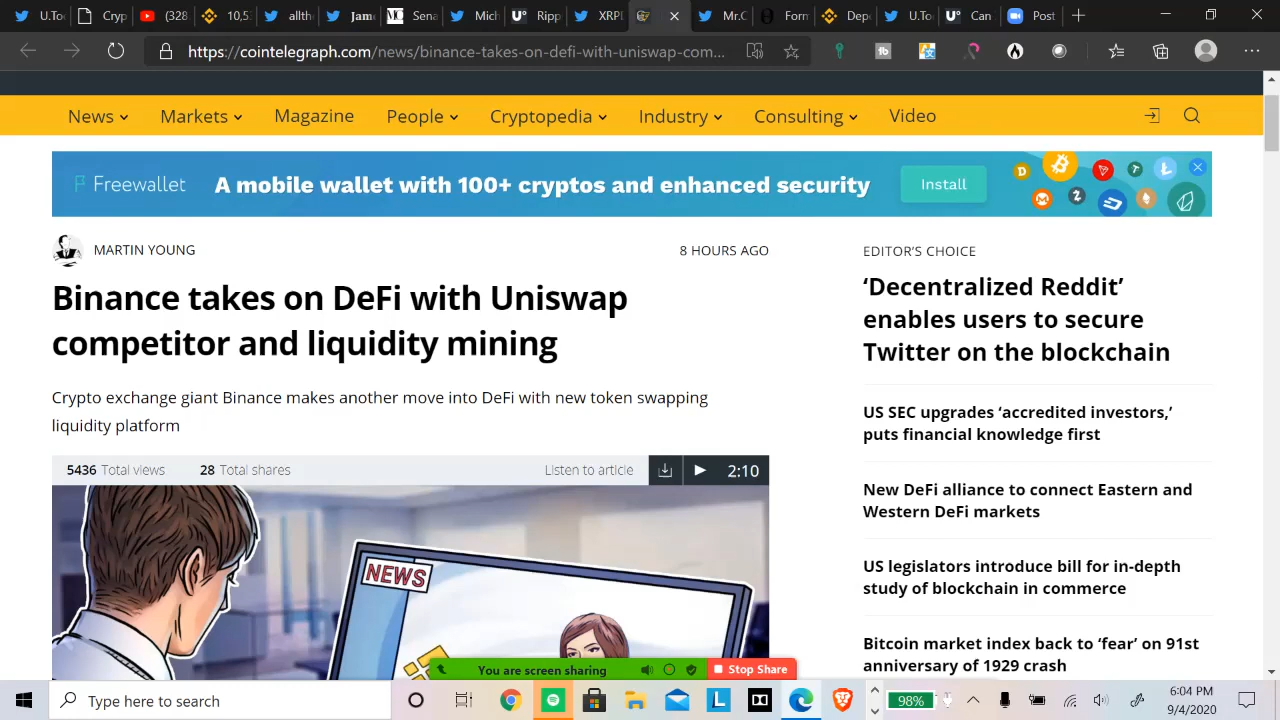 U.To
Cryp
(328
10,5
allth
Jam
Sena
Mich
Ripp
XRPI
Mr.C
Form
Depo
U.To
Can
Post
https://cointelegraph.com/news/binance-takes-on-defi-with-uniswap-com...
News Markets Magazine People Cryptopedia Industry Consulting Video
Freewallet A mobile wallet with 100+ cryptos and enhanced security Install
MARTIN YOUNG 8 HOURS AGO
Binance takes on DeFi with Uniswap
competitor and liquidity mining
Crypto exchange giant Binance makes another move into DeFi with new token swapping
liquidity platform
5436 Total views 28 Total shares Listen to article 2:10
NEWS
EDITOR'S CHOICE
‘Decentralized Reddit’
enables users to secure
Twitter on the blockchain
US SEC upgrades ‘accredited investors,’
puts financial knowledge first
New DeFi alliance to connect Eastern and
Western DeFi markets
US legislators introduce bill for in-depth
study of blockchain in commerce
Bitcoin market index back to ‘fear’ on 91st
anniversary of 1929 crash
You are screen sharing Stop Share
Type here to search
98%
6:04 PM
9/4/2020